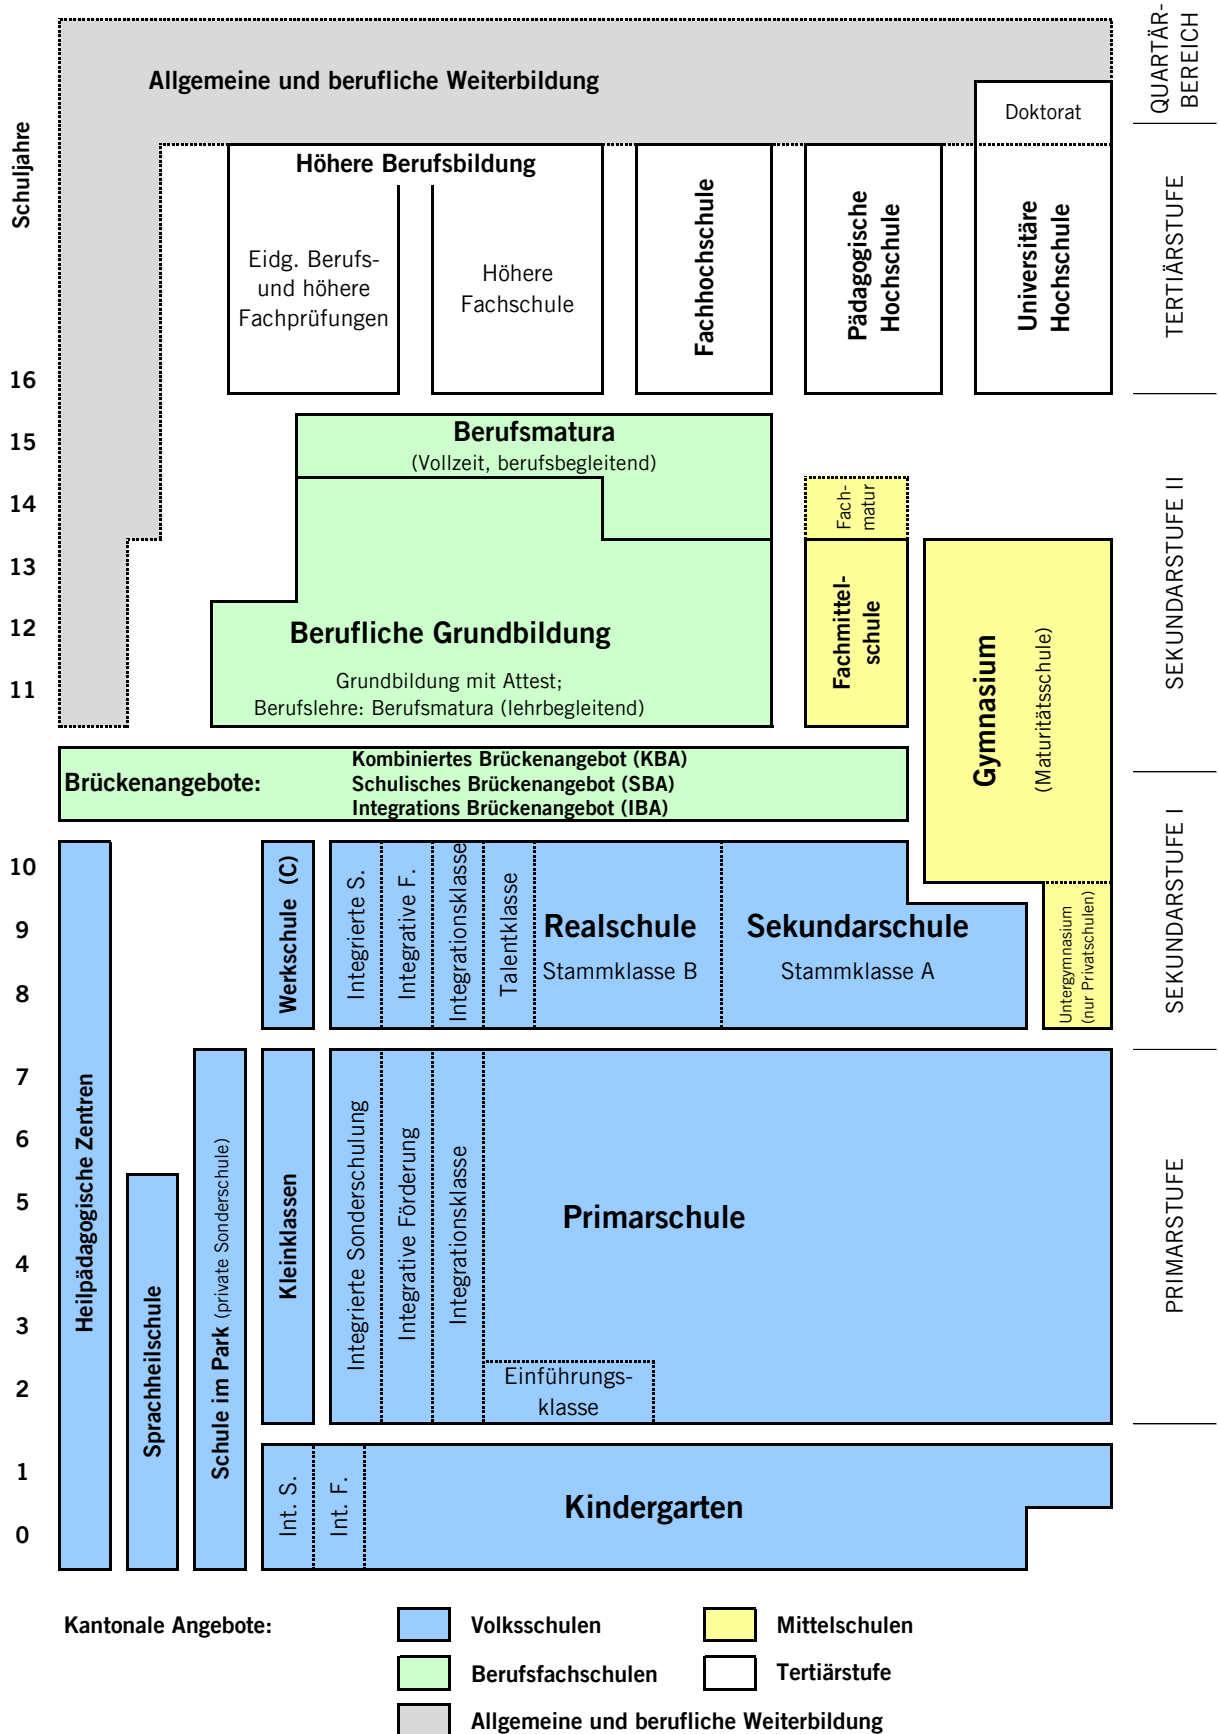 QUARTÄR-
BEREICH
Allgemeine und berufliche Weiterbildung
Doktorat
Schuljahre
Höhere Berufsbildung
Eidg. Berufs-
und höhere
Fachprüfungen
Höhere
Fachschule
Fachhochschule
Pädagogische
Hochschule
Universitäre
Hochschule
TERTIÄRSTUFE
16
15
Berufsmatura
(Vollzeit, berufsbegleitend)
14
Fach-
matur
13
12
Berufliche Grundbildung
11
Grundbildung mit Attest;
Berufslehre: Berufsmatura (lehrbegleitend)
Fachmittel-
schule
Gymnasium
(Maturitätsschule)
SEKUNDARSTUFE II
Brückenangebote:
Kombiniertes Brückenangebot (KBA)
Schulisches Brückenangebot (SBA)
Integrations Brückenangebot (IBA)
10
9
8
Werkschule (C)
Integrierte S.
Integrative F.
Integrationsklasse
Talentklasse
Realschule
Stammklasse B
Sekundarschule
Stammklasse A
Untergymnasium
(nur Privatschulen)
SEKUNDARSTUFE I
7
6
5
4
3
2
Heilpädagogische Zentren
Sprachheilschule
Schule im Park (private Sonderschule)
Kleinklassen
Integrierte Sonderschulung
Integrative Förderung
Integrationsklasse
Primarschule
Einführungs-
klasse
PRIMARSTUFE
1
0
Int. S.
Int. F.
Kindergarten
Kantonale Angebote:
Volksschulen
Mittelschulen
Berufsfachschulen
Tertiärstufe
Allgemeine und berufliche Weiterbildung